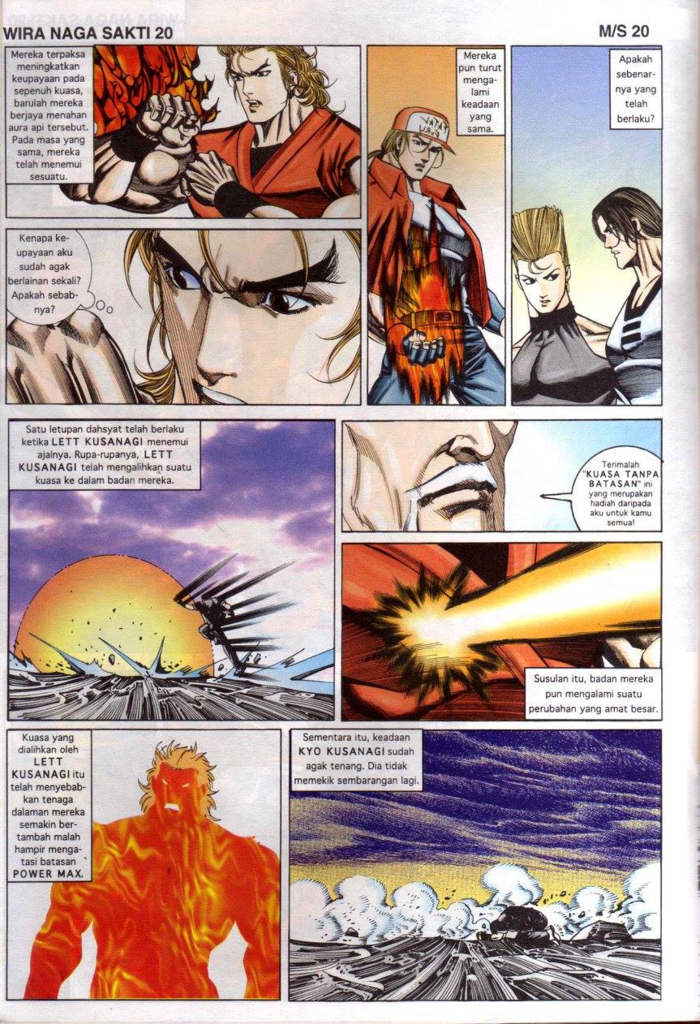 WIRA NAGA SAKTI 20
M/S 20
Mereka terpaksa
meningkatkan
keupayaan pada
sepenuh kuasa,
barulah mereka
berjaya menahan
aura api tersebut.
Pada masa yang
sama, mereka
telah menemui
sesuatu.
Mereka
pun turut
menga-
lami
keadaan
yang
sama.
Apakah
sebenar-
nya yang
telah
berlaku?
Kenapa ke-
upayaan aku
sudah agak
berlainan sekali?
Apakah sebab-
nya?
Satu letupan dahsyat telah berlaku
ketika LETT KUSANAGI menemui
ajalnya. Rupa-rupanya, LETT
KUSANAGI telah mengalihkan suatu
kuasa ke dalam badan mereka.
Terimalah
"KUASA TANPA
BATASAN" ini
yang merupakan
hadiah daripada
aku untuk kamu
semua!
Susulan itu, badan mereka
pun mengalami suatu
perubahan yang amat besar.
Kuasa yang
dialihkan oleh
LETT
KUSANAGI itu
telah menyebab-
kan tenaga
dalaman mereka
semakin ber-
tambah malah
hampir menga-
tasi batasan
POWER MAX.
Sementara itu, keadaan
KYO KUSANAGI sudah
agak tenang. Dia tidak
memekik sembarangan lagi.